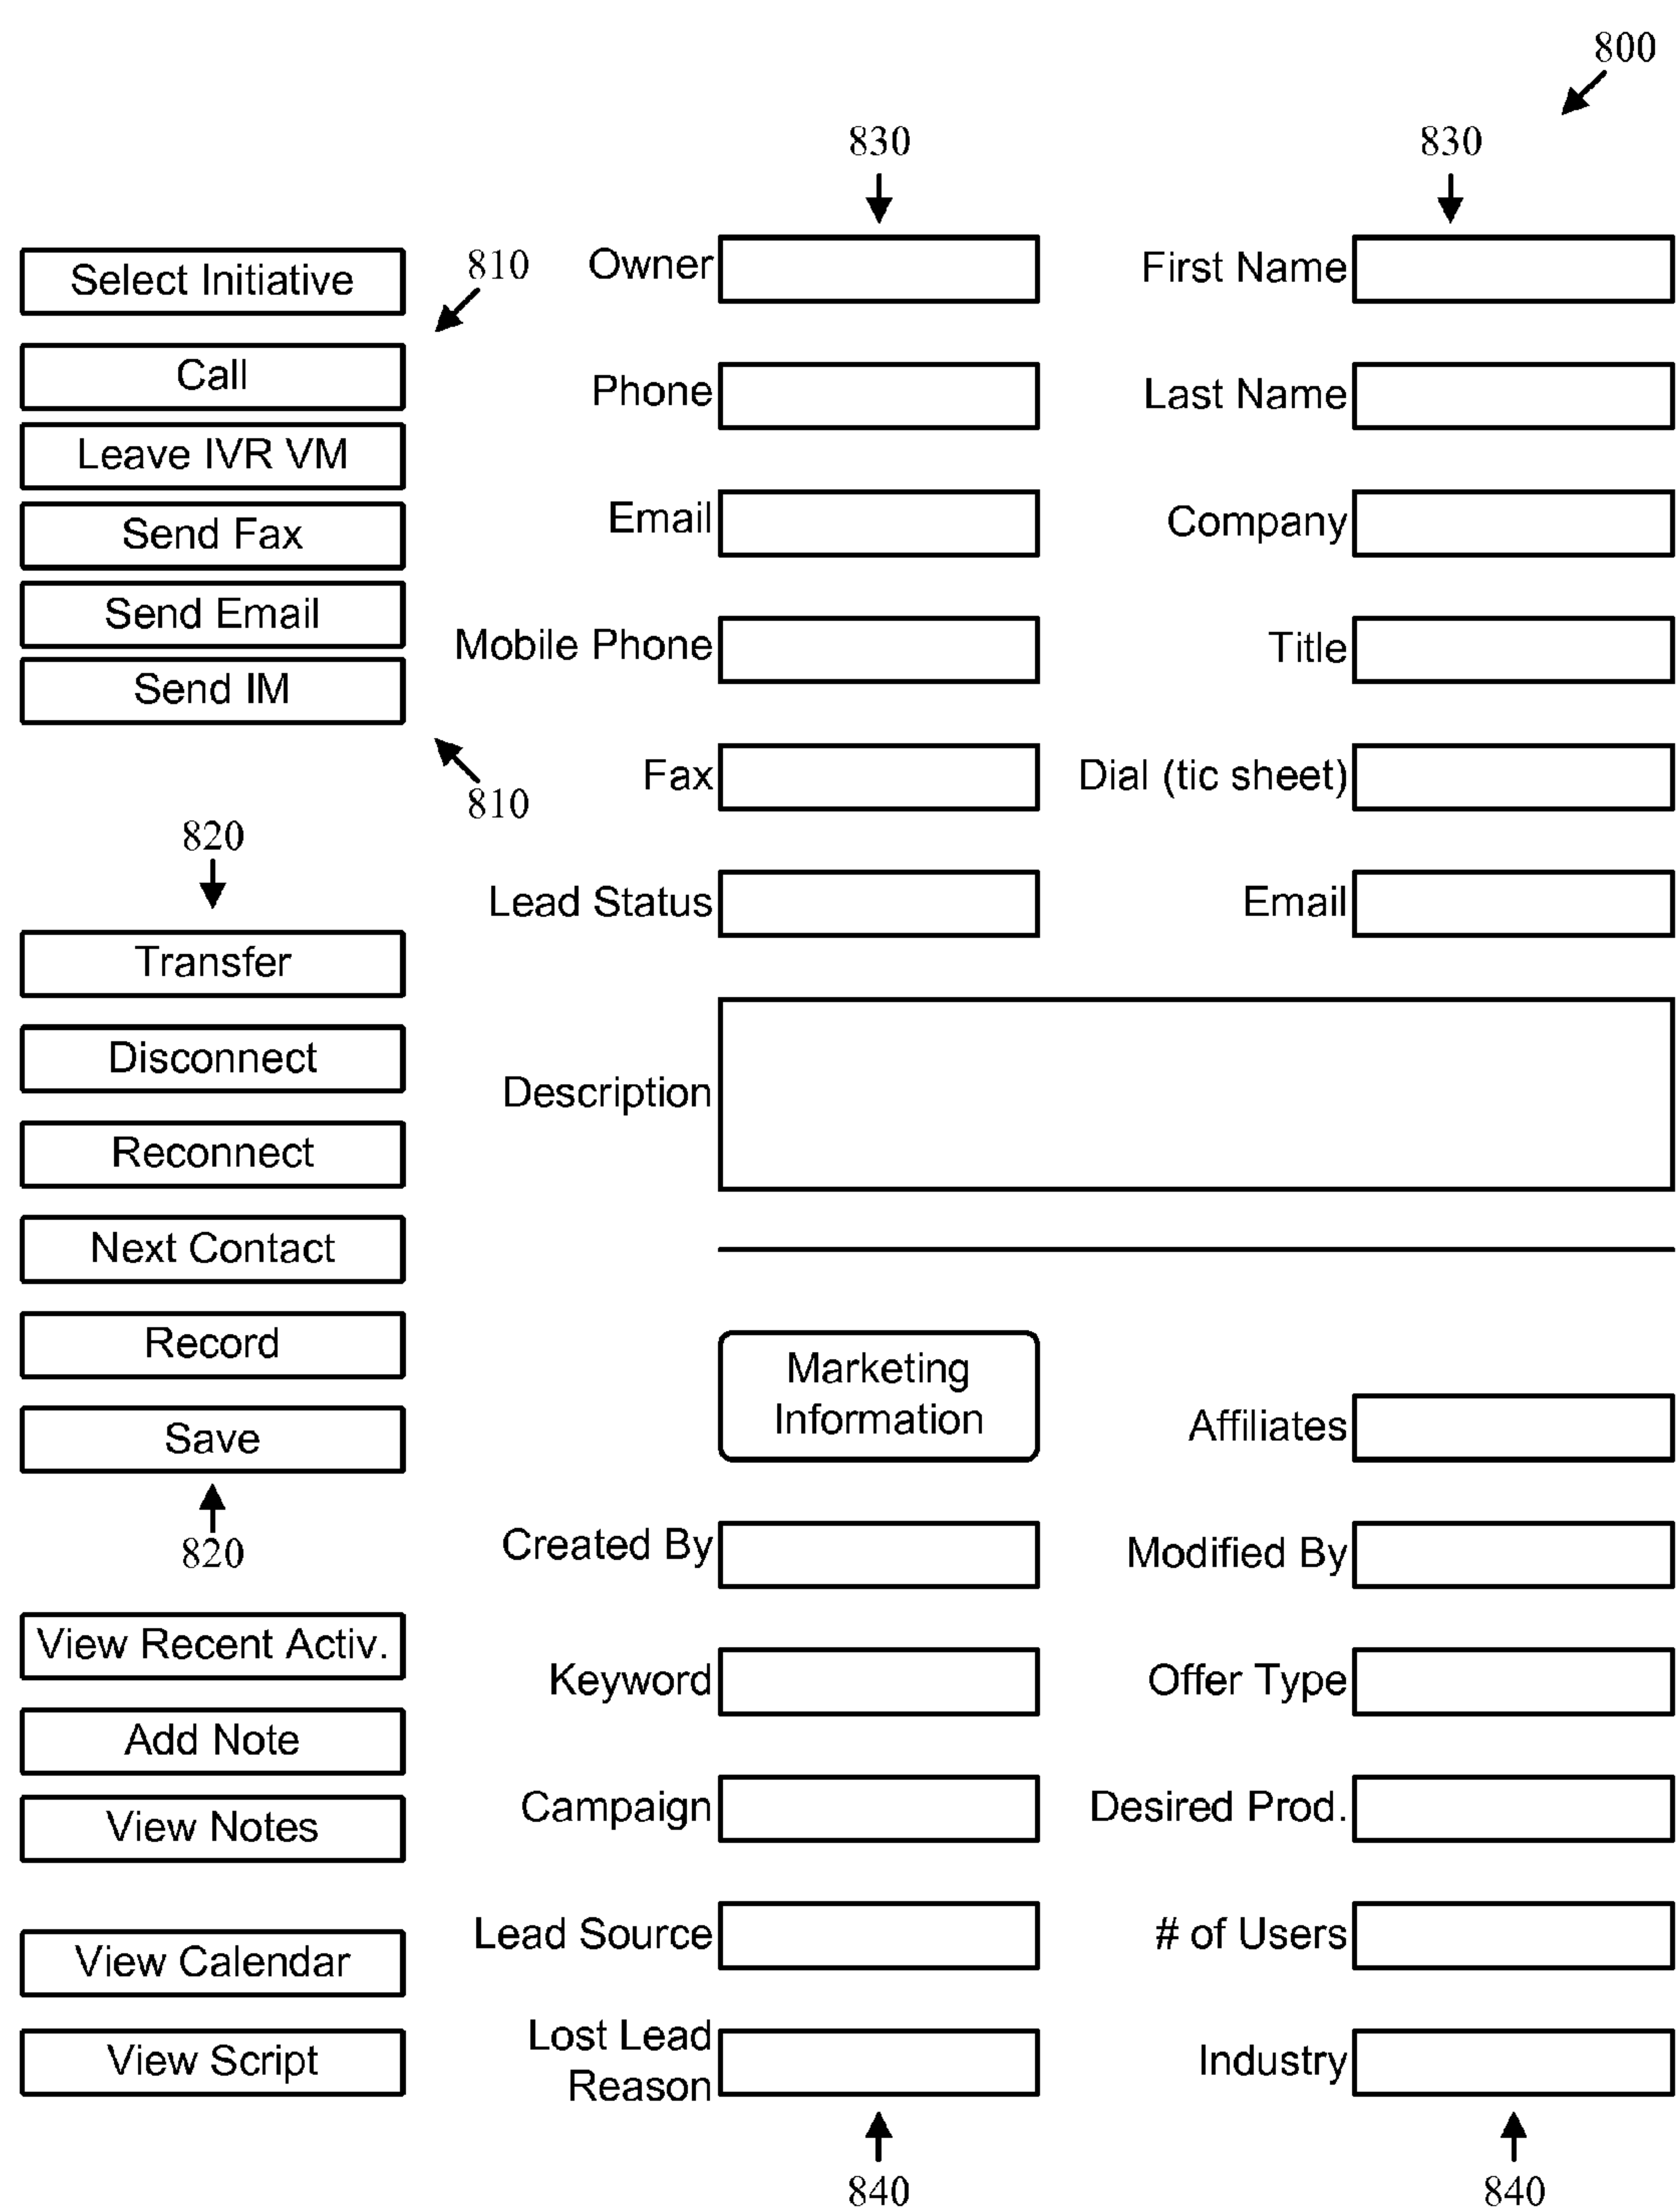 800
830
830
Select Initiative
810
Owner
First Name
Call
Phone
Last Name
Leave IVR VM
Send Fax
Email
Company
Send Email
Mobile Phone
Title
Send IM
Fax
Dial (tic sheet)
810
820
Lead Status
Email
Transfer
Disconnect
Description
Reconnect
Next Contact
Record
Marketing
Information
Affiliates
Save
820
Created By
Modified By
View Recent Activ.
Keyword
Offer Type
Add Note
View Notes
Campaign
Desired Prod.
View Calendar
Lead Source
# of Users
View Script
Lost Lead
Reason
Industry
840
840